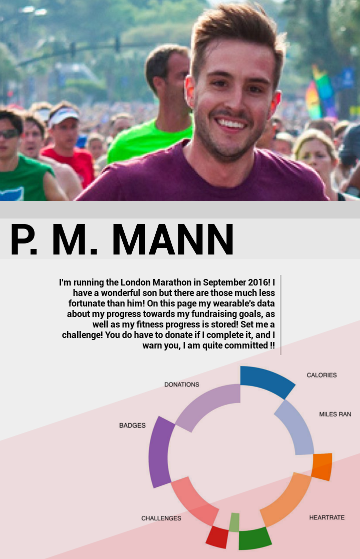 P. M. MANN
I'm running the London Marathon in September 2016! I
have a wonderful son but there are those much less
fortunate than him! On this page my wearable's data
about my progress towards my fundraising goals, as
well as my fitness progress is stored! Set me a
challenge! You do have to donate if I complete it, and I
warn you, I am quite committed !!
CALORIES
DONATIONS
MILES RAN
BADGES
CHALLENGES
HEARTRATE